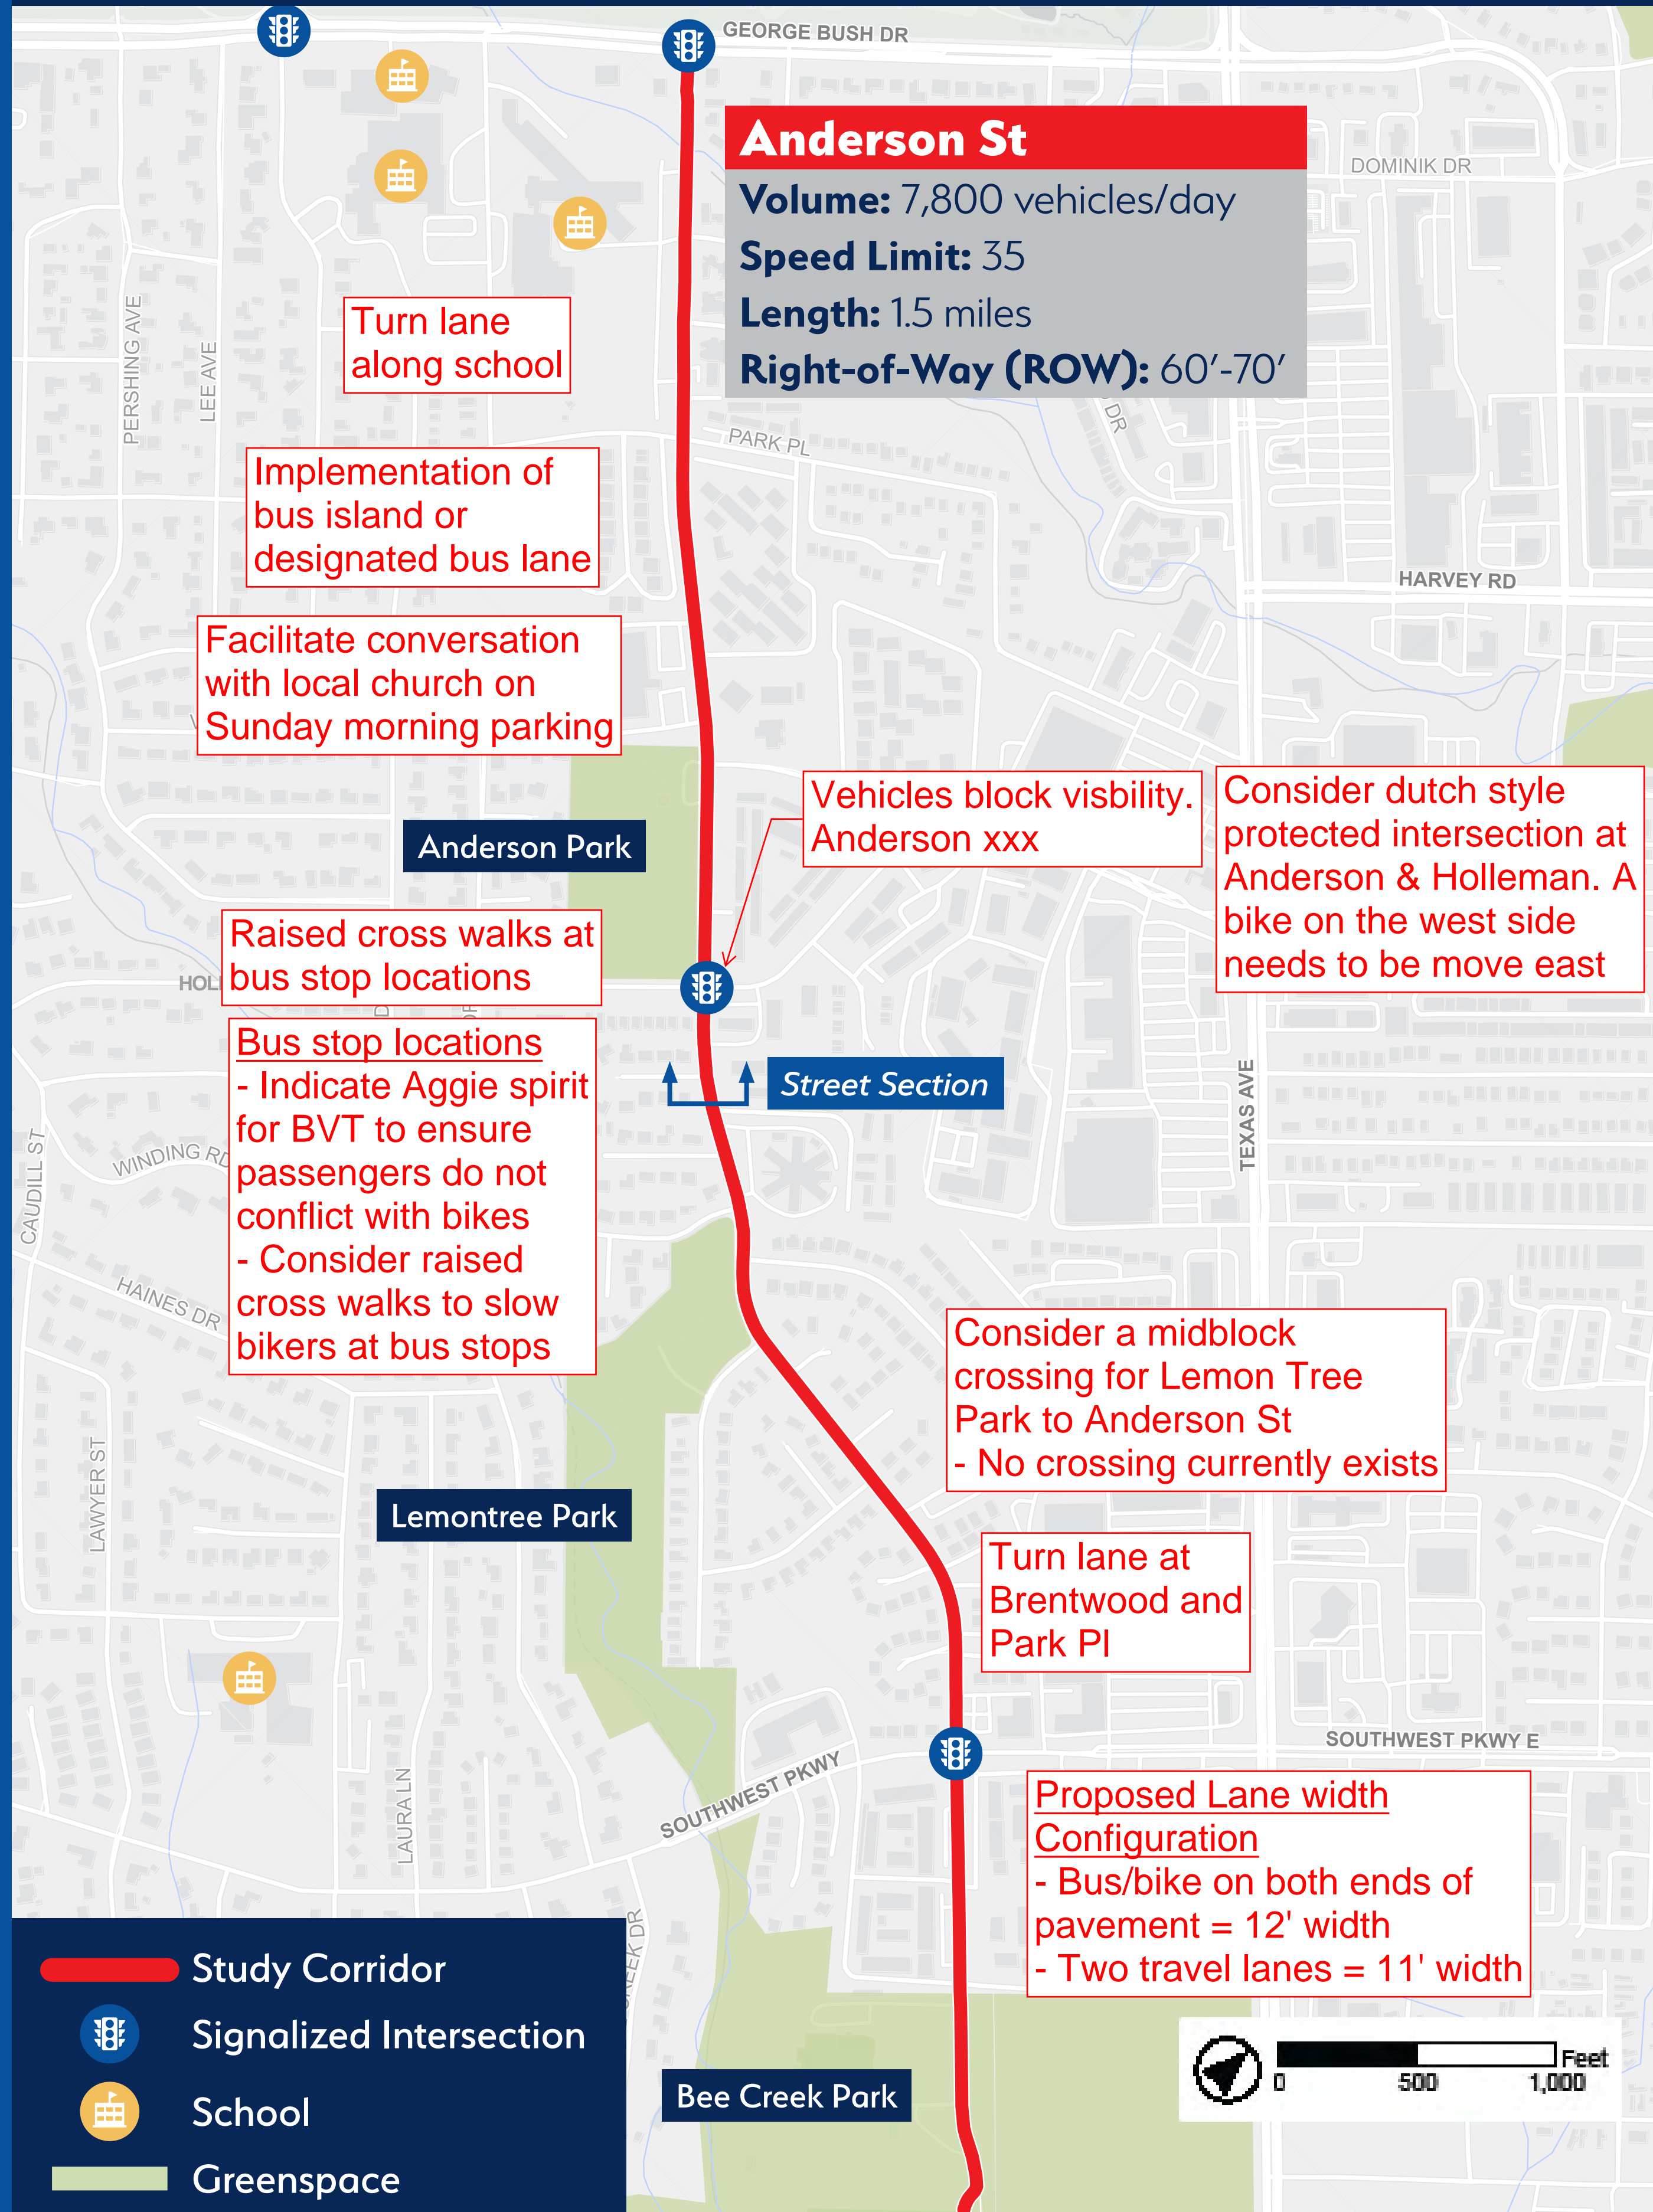 GEORGE BUSH DR
Anderson St
Volume: 7,800 vehicles/day
Speed Limit: 35
Length: 1.5 miles
Right-of-Way (ROW): 60'-70'
DOMINIK DR
DR
PERSHING AVE
LEE AVE
Turn lane
along school
PARK PL
Implementation of
bus island or
designated bus lane
HARVEY RD
Facilitate conversation
with local church on
Sunday morning parking
Anderson Park
Vehicles block visbility.
Anderson xxx
Consider dutch style
protected intersection at
Anderson & Holleman. A
bike on the west side
needs to be move east
Raised cross walks at
bus stop locations
HOL
Bus stop locations
- Indicate Aggie spirit
for BVT to ensure
passengers do not
conflict with bikes
- Consider raised
cross walks to slow
bikers at bus stops
Street Section
TEXAS AVE
CAUDILL ST
WINDING RD
HAINES DR
Consider a midblock
crossing for Lemon Tree
Park to Anderson St
- No crossing currently exists
LAWYER ST
Lemontree Park
Turn lane at
Brentwood and
Park Pl
SOUTHWEST PKWY E
SOUTHWEST PKWY
LAURA LN
Proposed Lane width
Configuration
- Bus/bike on both ends of
pavement = 12' width
- Two travel lanes = 11' width
Study Corridor
Signalized Intersection
School
Greenspace
Bee Creek Park
Feet
0 500 1,000